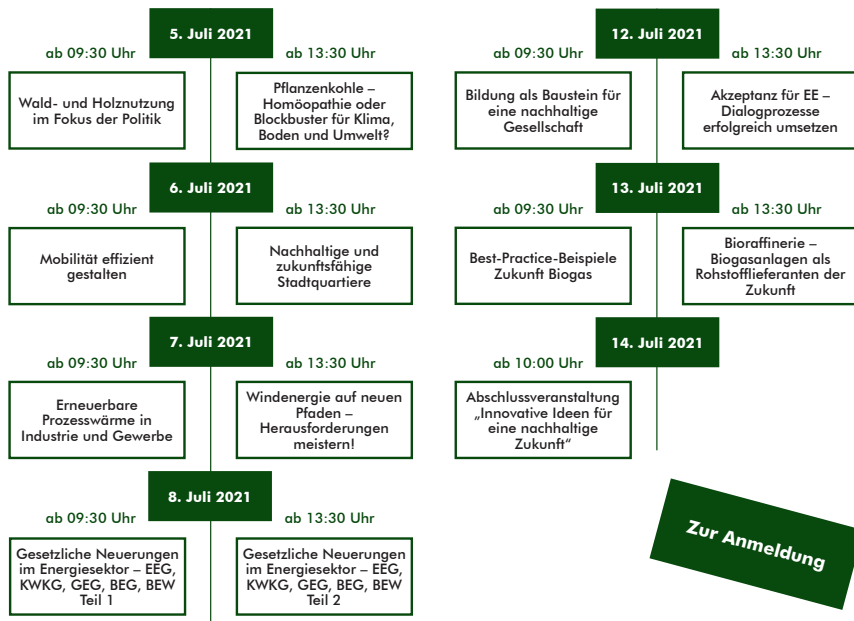 5. Juli 2021
ab 09:30 Uhr
Wald- und Holznutzung
im Fokus der Politik
ab 13:30 Uhr
Pflanzenkohle –
Homöopathie oder
Blockbuster für Klima,
Boden und Umwelt?
6. Juli 2021
ab 09:30 Uhr
Mobilität effizient
gestalten
ab 13:30 Uhr
Nachhaltige und
zukunftsfähige
Stadtquartiere
7. Juli 2021
ab 09:30 Uhr
Erneuerbare
Prozesswärme in
Industrie und Gewerbe
ab 13:30 Uhr
Windenergie auf neuen
Pfaden –
Herausforderungen
meistern!
8. Juli 2021
ab 09:30 Uhr
Gesetzliche Neuerungen
im Energiesektor – EEG,
KWKG, GEG, BEG, BEW
Teil 1
ab 13:30 Uhr
Gesetzliche Neuerungen
im Energiesektor – EEG,
KWKG, GEG, BEG, BEW
Teil 2
12. Juli 2021
ab 09:30 Uhr
Bildung als Baustein für
eine nachhaltige
Gesellschaft
ab 13:30 Uhr
Akzeptanz für EE –
Dialogprozesse
erfolgreich umsetzen
13. Juli 2021
ab 09:30 Uhr
Best-Practice-Beispiele
Zukunft Biogas
ab 13:30 Uhr
Bioraffinerie –
Biogasanlagen als
Rohstofflieferanten der
Zukunft
14. Juli 2021
ab 10:00 Uhr
Abschlussveranstaltung
„Innovative Ideen für
eine nachhaltige
Zukunft“
Zur Anmeldung